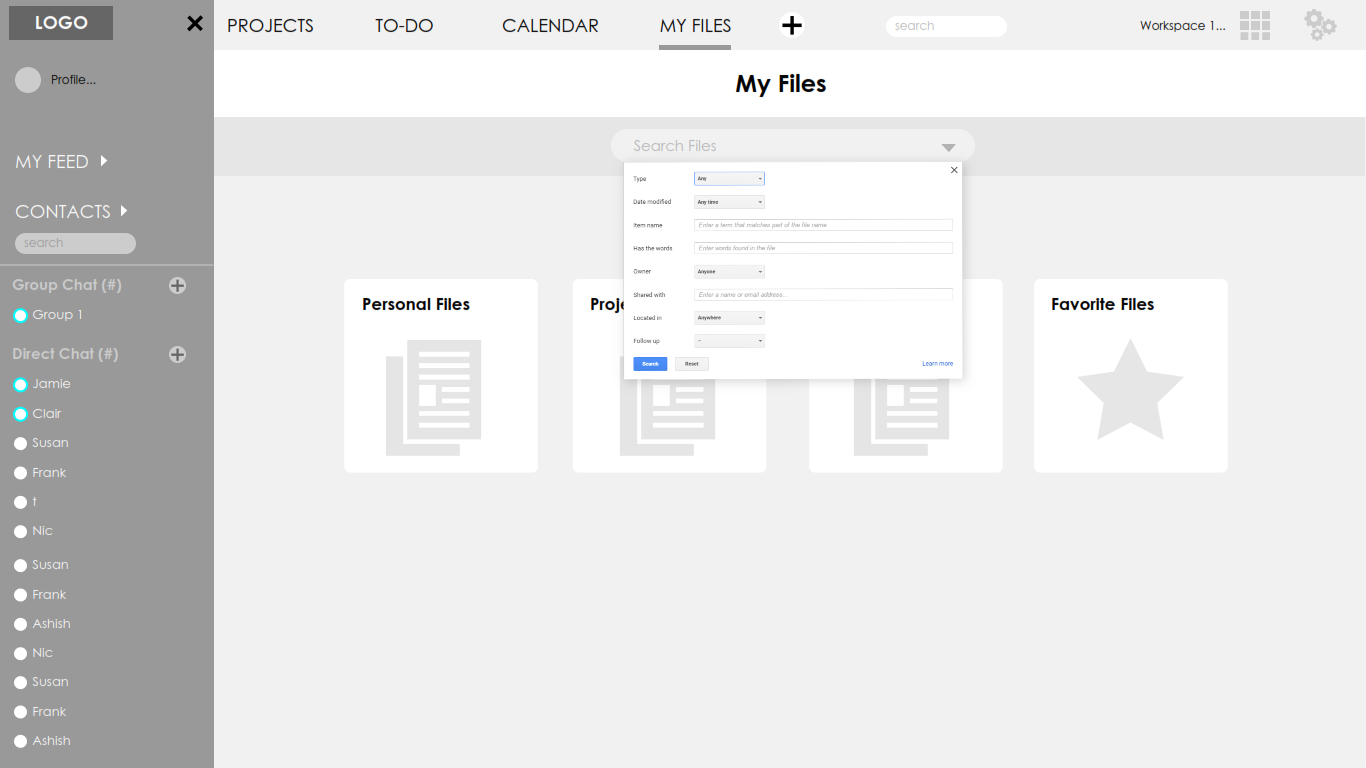 LOGO
PROJECTS
TO-DO
CALENDAR
MY FILES
search
Workspace 1...
Profile...
MY FEED
CONTACTS
search
Group Chat (#)
Group 1
Direct Chat (#)
Jamie
Clair
Susan
Frank
t
Nic
Susan
Frank
Ashish
Nic
Susan
Frank
Ashish
My Files
Search Files
Type Any
Date modified Any time
Item name Enter a term that matches part of the file name
Has the words Enter words found in the file
Owner Anyone
Shared with Enter a name or email address...
Located in Anywhere
Follow up -
Search Reset Learn more
Personal Files
Proje
Favorite Files